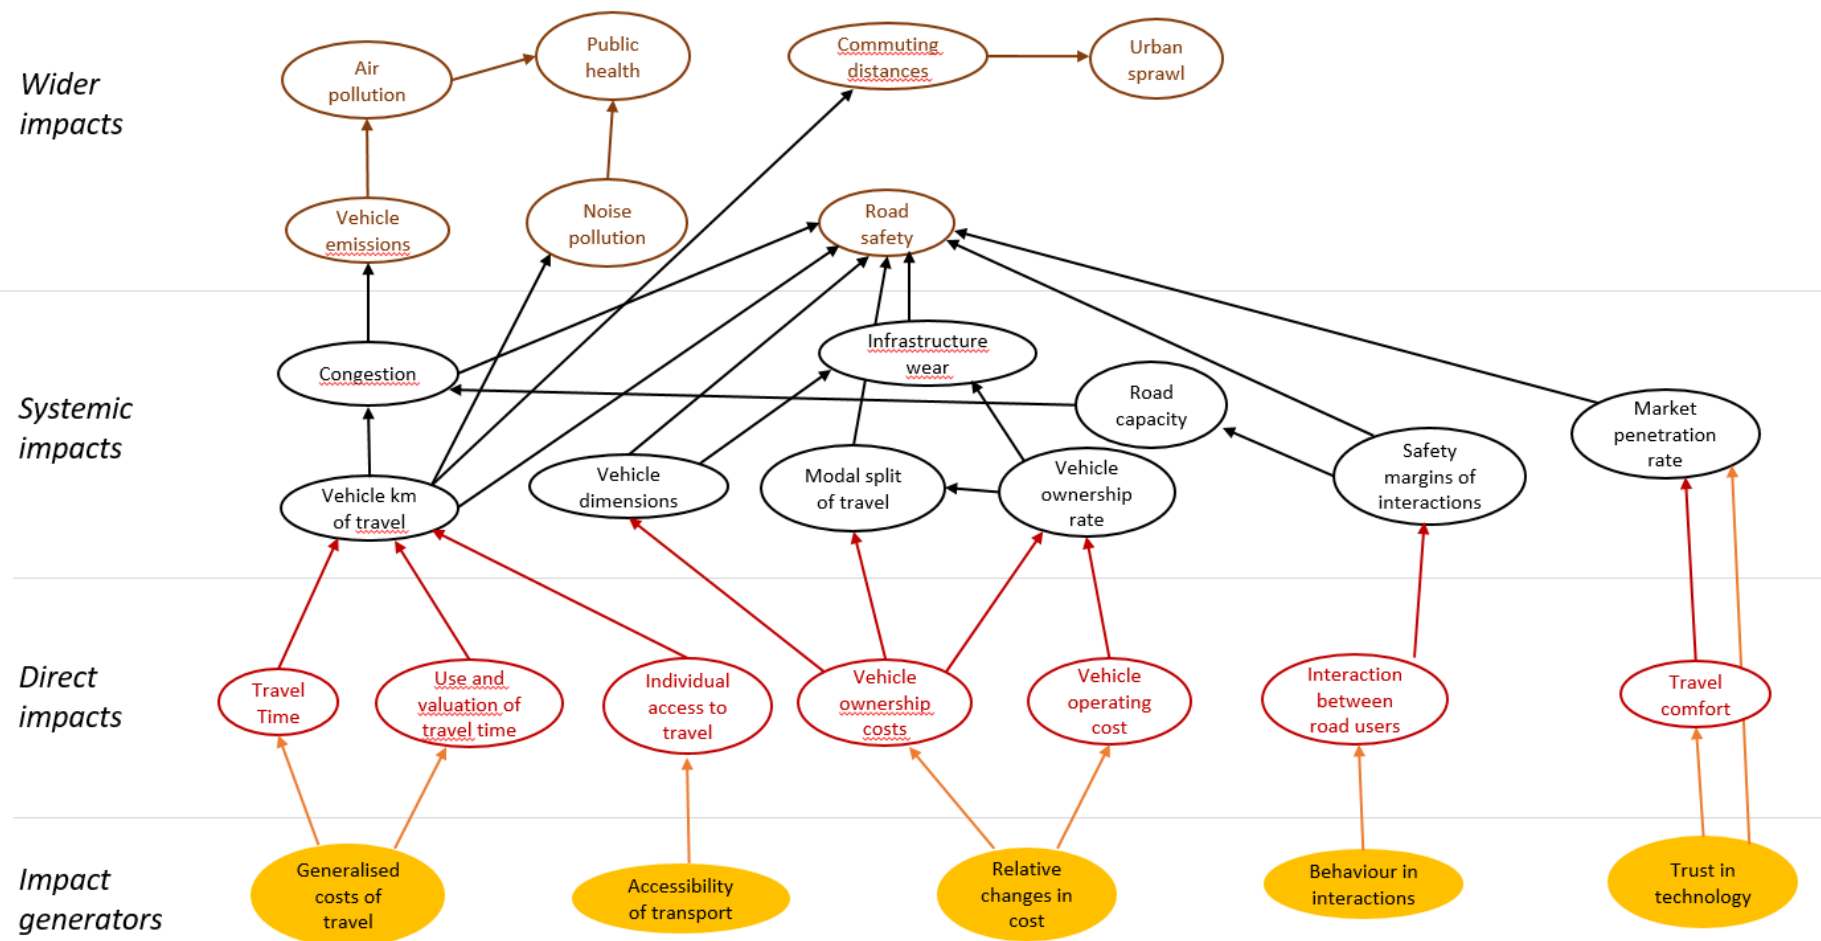 Wider
impacts
Air
pollution
Public
health
Commuting
distances
Urban
sprawl
Vehicle
emissions
Noise
pollution
Road
safety
Systemic
impacts
Congestion
Infrastructure
wear
Road
capacity
Market
penetration
rate
Vehicle km
of travel
Vehicle
dimensions
Modal split
of travel
Vehicle
ownership
rate
Safety
margins of
interactions
Direct
impacts
Travel
Time
Use and
valuation of
travel time
Individual
access to
travel
Vehicle
ownership
costs
Vehicle
operating
cost
Interaction
between
road users
Travel
comfort
Impact
generators
Generalised
costs of
travel
Accessibility
of transport
Relative
changes in
cost
Behaviour in
interactions
Trust in
technology